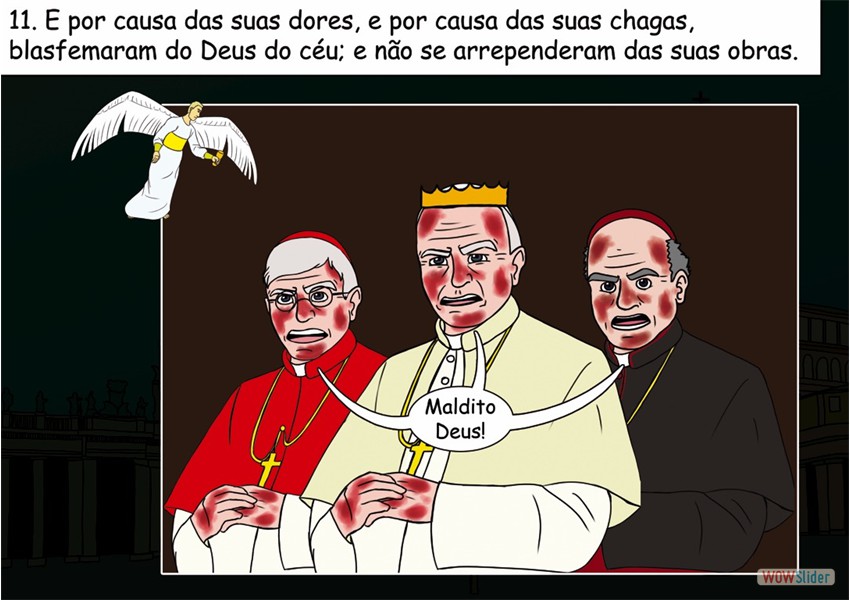 11. E por causa das suas dores, e por causa das suas chagas,
blasfemaram do Deus do céu; e não se arrependeram das suas obras.
Maldito
Deus!
WOWSlider